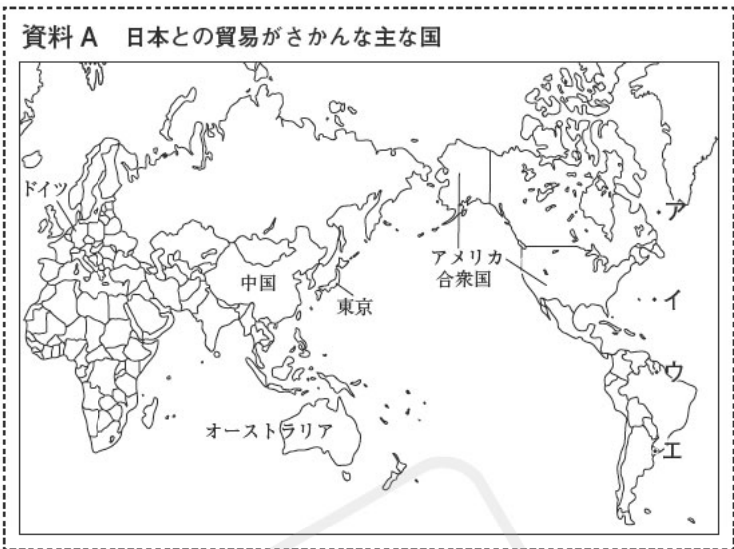 資料A 日本との貿易がさかんな主な国
ドイツ
中国
東京
オーストラリア
アメリカ
合衆国
ア
イ
ウ
エ